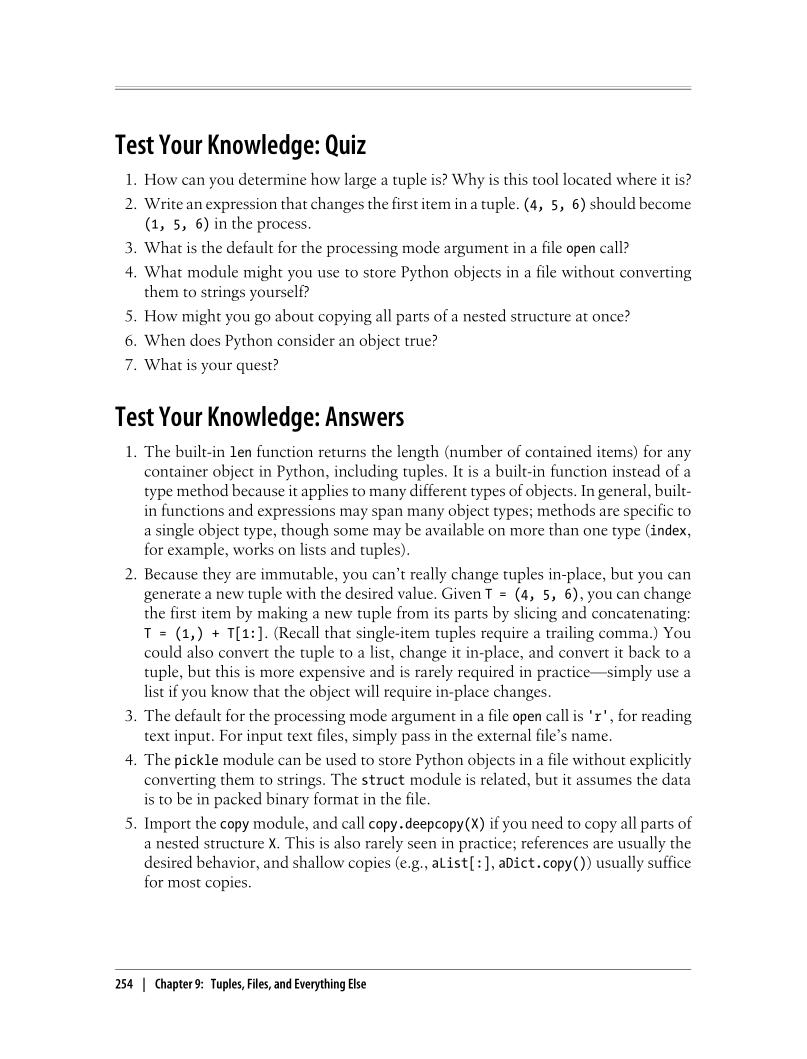 Test Your Knowledge: Quiz
1. How can you determine how large a tuple is? Why is this tool located where it is?
2. Write an expression that changes the first item in a tuple. (4, 5, 6) should become
(1, 5, 6) in the process.
3. What is the default for the processing mode argument in a file open call?
4. What module might you use to store Python objects in a file without converting
them to strings yourself?
5. How might you go about copying all parts of a nested structure at once?
6. When does Python consider an object true?
7. What is your quest?
Test Your Knowledge: Answers
1. The built-in len function returns the length (number of contained items) for any
container object in Python, including tuples. It is a built-in function instead of a
type method because it applies to many different types of objects. In general, built-
in functions and expressions may span many object types; methods are specific to
a single object type, though some may be available on more than one type (index,
for example, works on lists and tuples).
2. Because they are immutable, you can’t really change tuples in-place, but you can
generate a new tuple with the desired value. Given T = (4, 5, 6), you can change
the first item by making a new tuple from its parts by slicing and concatenating:
T = (1,) + T[1:]. (Recall that single-item tuples require a trailing comma.) You
could also convert the tuple to a list, change it in-place, and convert it back to a
tuple, but this is more expensive and is rarely required in practice—simply use a
list if you know that the object will require in-place changes.
3. The default for the processing mode argument in a file open call is 'r', for reading
text input. For input text files, simply pass in the external file’s name.
4. The pickle module can be used to store Python objects in a file without explicitly
converting them to strings. The struct module is related, but it assumes the data
is to be in packed binary format in the file.
5. Import the copy module, and call copy.deepcopy(X) if you need to copy all parts of
a nested structure X. This is also rarely seen in practice; references are usually the
desired behavior, and shallow copies (e.g., aList[:], aDict.copy()) usually suffice
for most copies.
254 | Chapter 9: Tuples, Files, and Everything Else